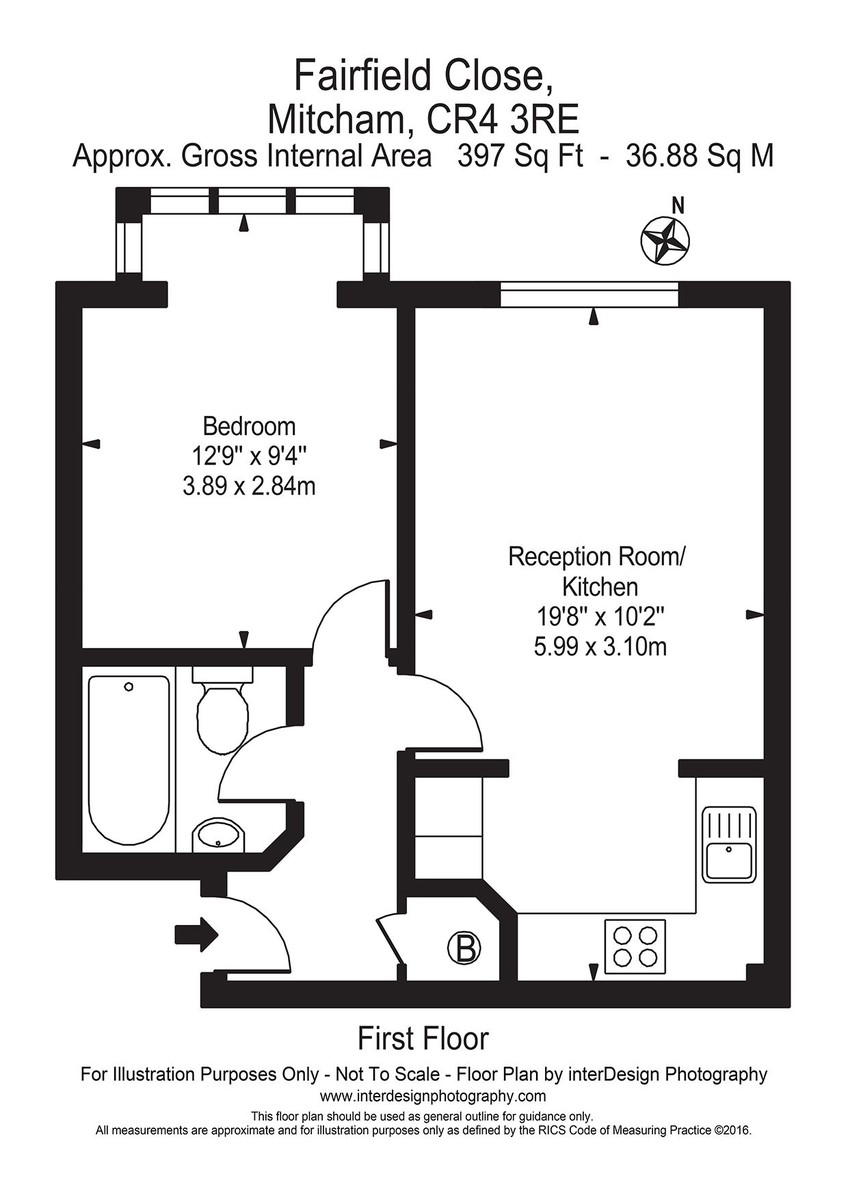 Fairfield Close,
Mitcham, CR4 3RE
Approx. Gross Internal Area 397 Sq Ft - 36.88 Sq M
N
Bedroom
12'9" x 9'4"
3.89 x 2.84m
Reception Room/
Kitchen
19'8" x 10'2"
5.99 x 3.10m
B
First Floor
For Illustration Purposes Only - Not To Scale - Floor Plan by interDesign Photography
www.interdesignphotography.com
This floor plan should be used as general outline for guidance only.
All measurements are approximate and for illustration purposes only as defined by the RICS Code of Measuring Practice ©2016.